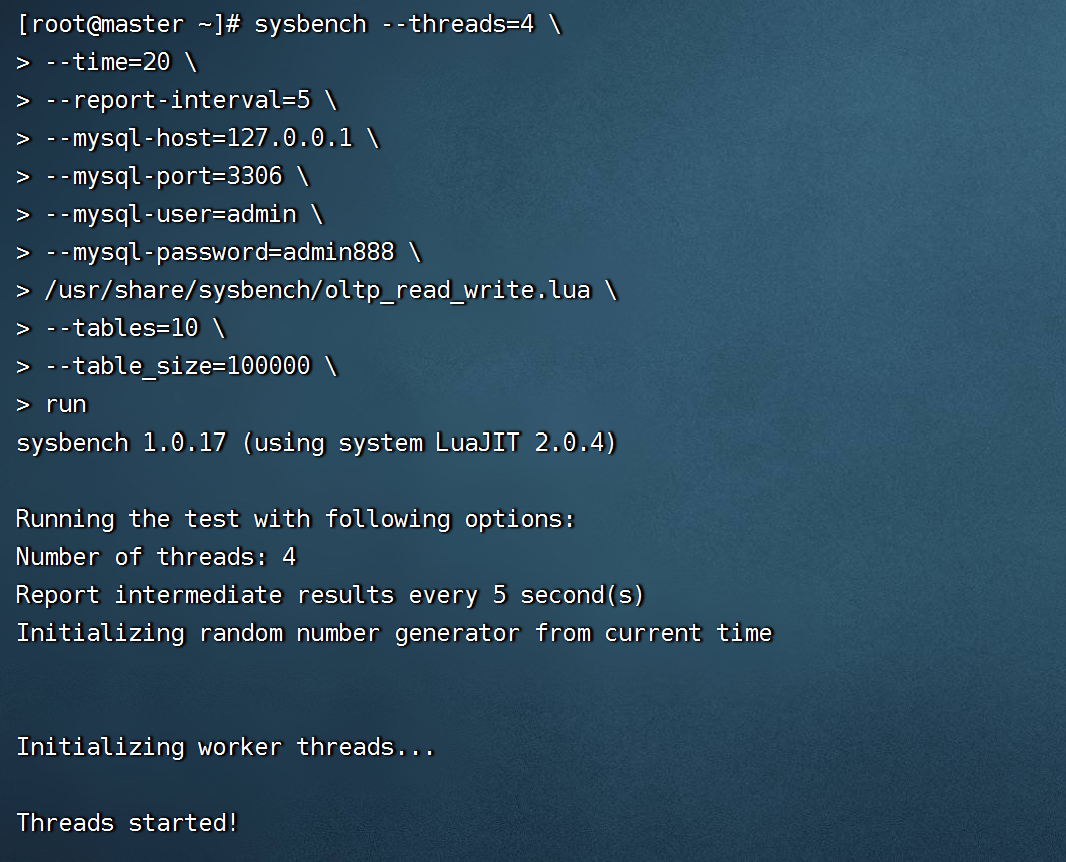 [root@master ~]# sysbench --threads=4 \
> --time=20 \
> --report-interval=5 \
> --mysql-host=127.0.0.1 \
> --mysql-port=3306 \
> --mysql-user=admin \
> --mysql-password=admin888 \
> /usr/share/sysbench/oltp_read_write.lua \
> --tables=10 \
> --table_size=100000 \
> run
sysbench 1.0.17 (using system LuaJIT 2.0.4)
Running the test with following options:
Number of threads: 4
Report intermediate results every 5 second(s)
Initializing random number generator from current time
Initializing worker threads...
Threads started!